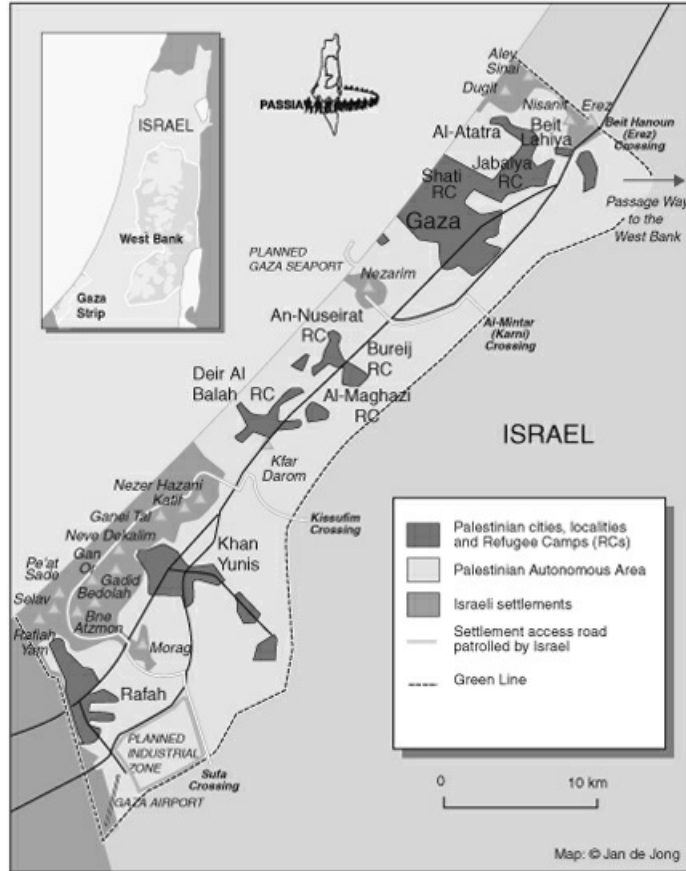 ISRAEL
West Bank
Gaza
Strip
PASSIA
Aley
Sinai
Dugit
Nisanit
Erez
Beit Hanoun
(Erez)
Crossing
Al-Atatra
Beit
Lahiya
Jabalya
RC
Shati
RC
Gaza
Passage Way
to the
West Bank
PLANNED
GAZA SEAPORT
Nezarim
An-Nuseirat
RC
Al-Mintar
(Karni)
Crossing
Bureij
RC
Deir Al
Balah RC
Al-Maghazi
RC
ISRAEL
Kfar
Darom
Nezer Hazani
Katif
Ganei Tal
Kissufim
Crossing
Neve Dekalim
Gan
Or
Khan
Yunis
Pe'at
Sade
Gadid
Bedolah
Selav
Bne
Atzmon
Rafiah
Yam
Morag
Rafah
PLANNED
INDUSTRIAL
ZONE
Sufa
Crossing
GAZA AIRPORT
Palestinian cities, localities
and Refugee Camps (RCs)
Palestinian Autonomous Area
Israeli settlements
Settlement access road
patrolled by Israel
Green Line
0 10 km
Map: © Jan de Jong